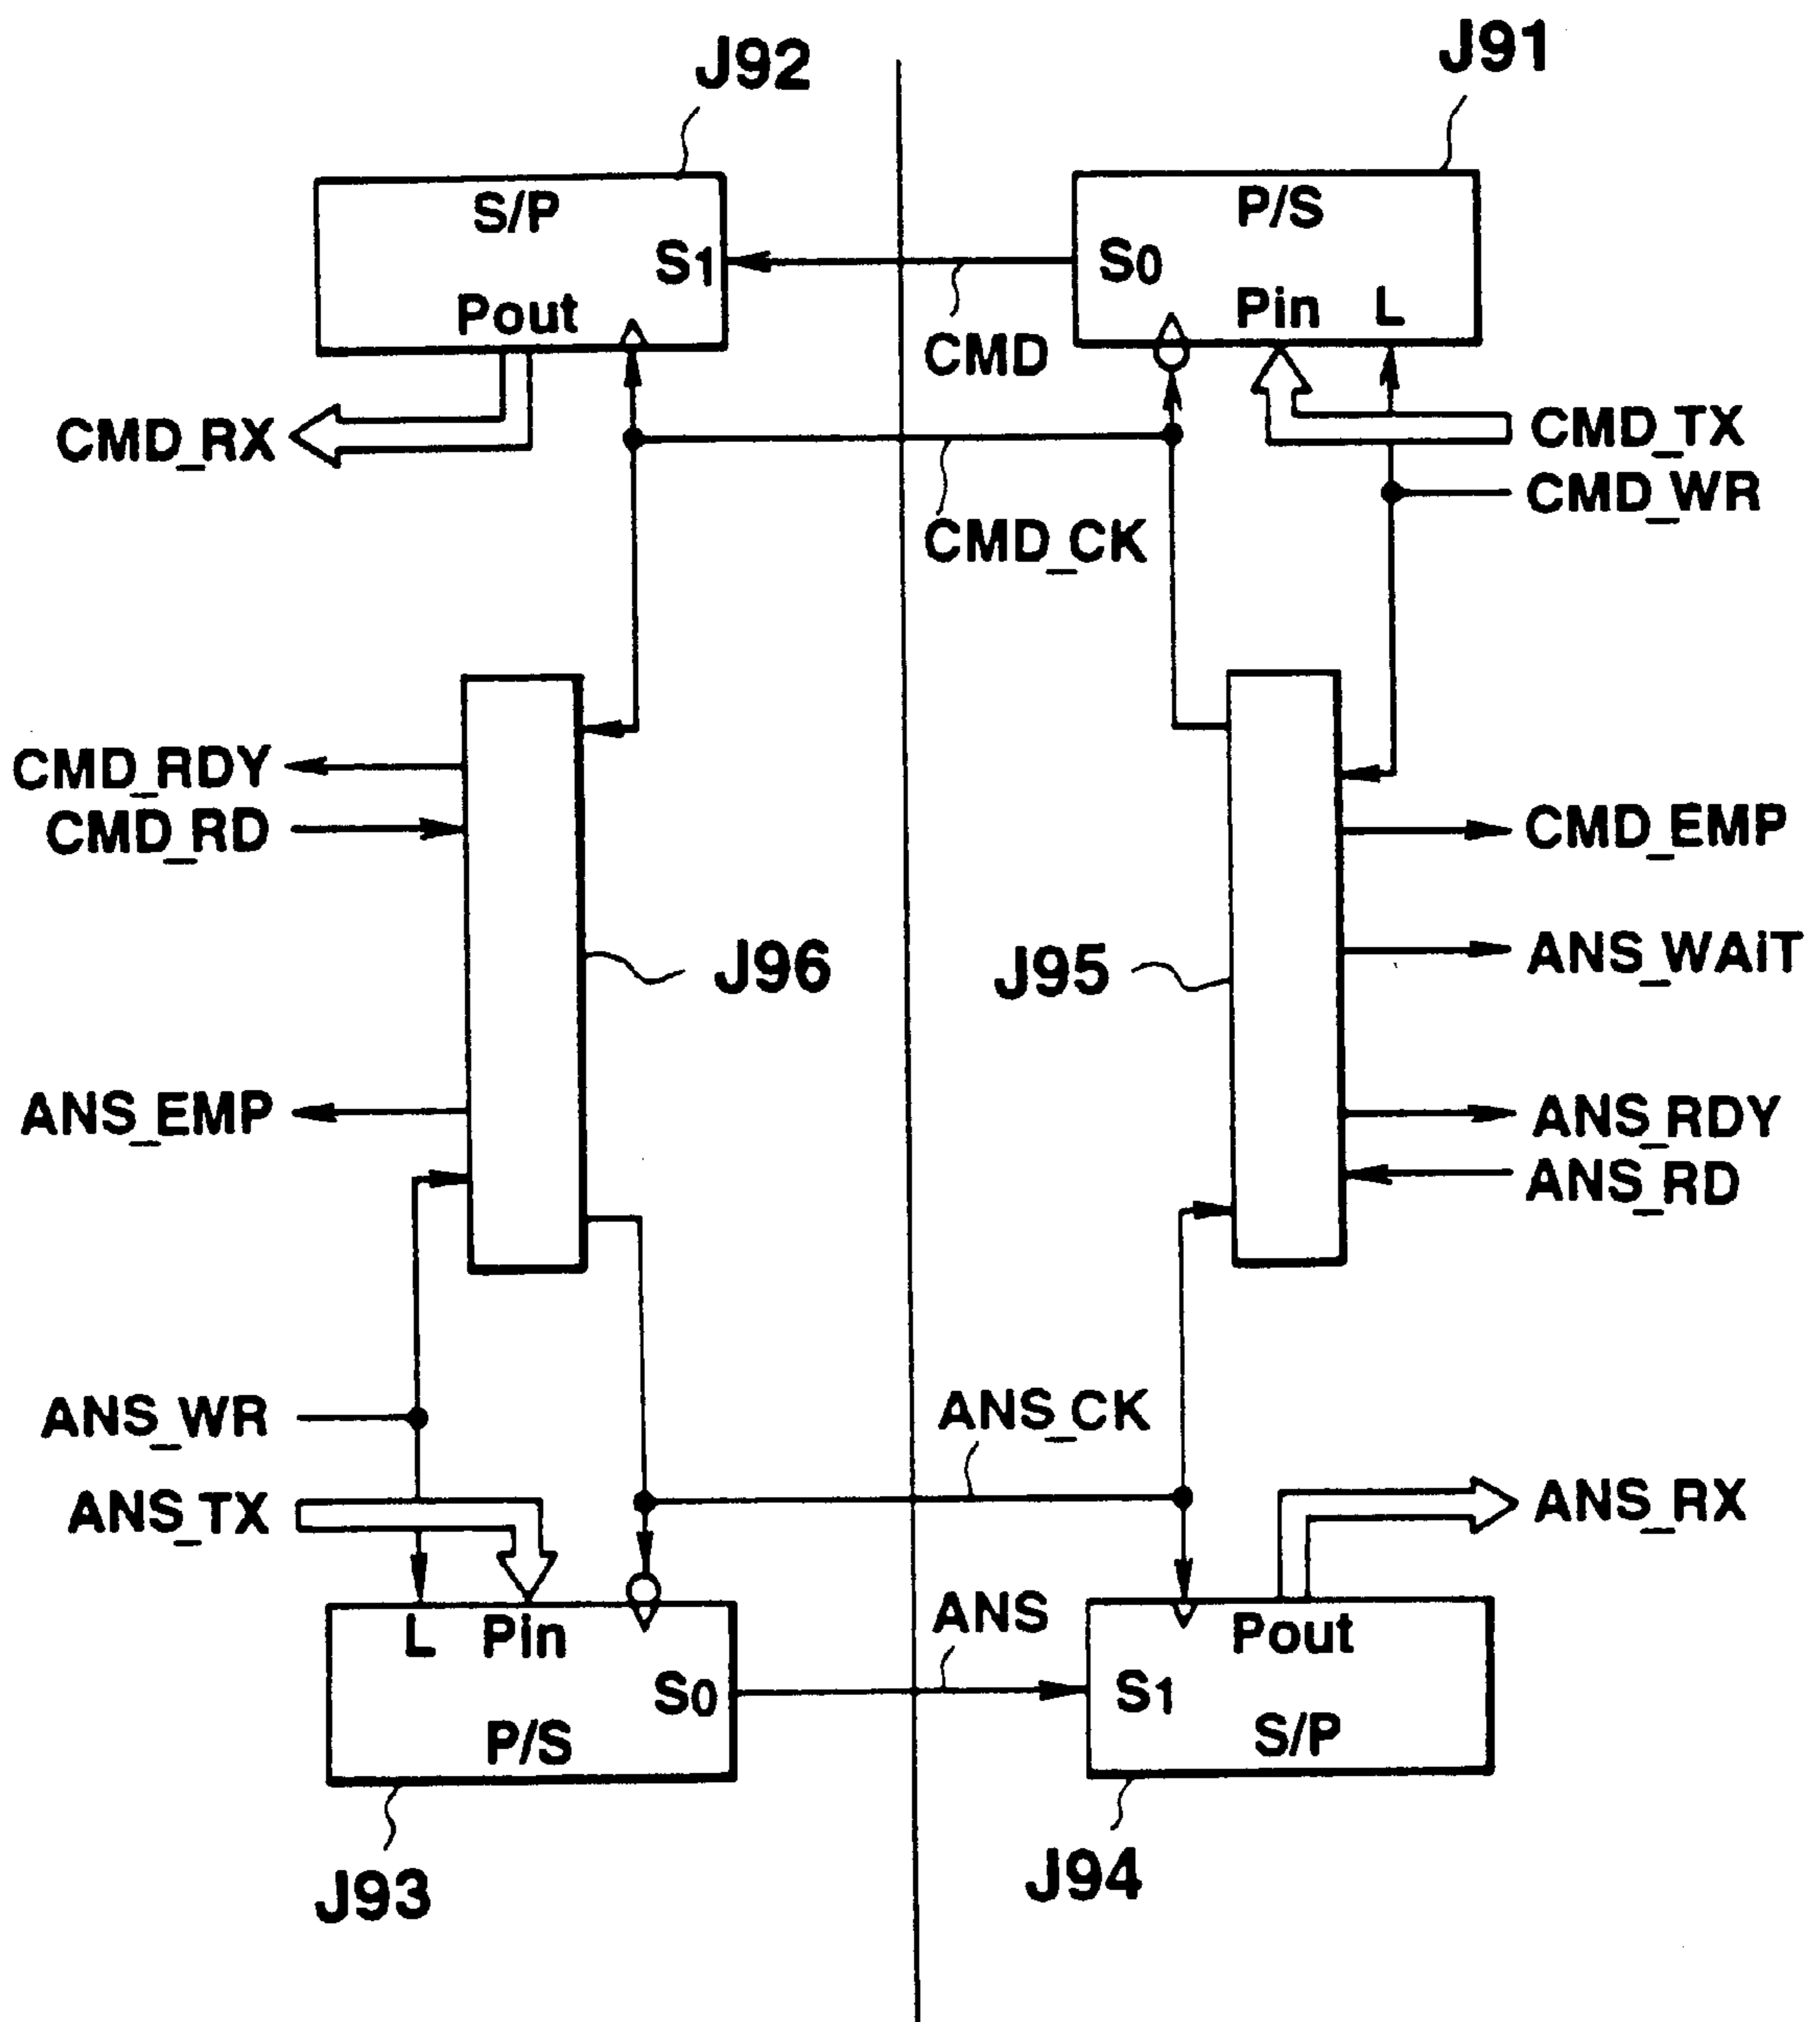 J92
J91
S/P
S1
Pout
P/S
S0
Pin L
CMD
CMD_RX
CMD_TX
CMD_WR
CMD_CK
CMD_RDY
CMD_RD
CMD_EMP
J96
J95
ANS_WAiT
ANS_EMP
ANS_RDY
ANS_RD
ANS_WR
ANS_CK
ANS_TX
ANS_RX
L Pin
S0
P/S
ANS
Pout
S1
S/P
J93
J94